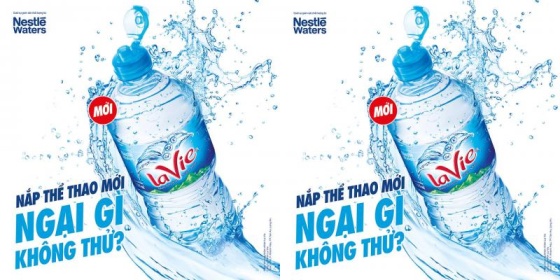 Nestlé
Waters
MỚI
LaVie
NẮP THỂ THAO MỚI
NGẠI GÌ
KHÔNG THỬ?
Nestlé
Waters
MỚI
LaVie
NẮP THỂ THAO MỚI
NGẠI GÌ
KHÔNG THỬ?